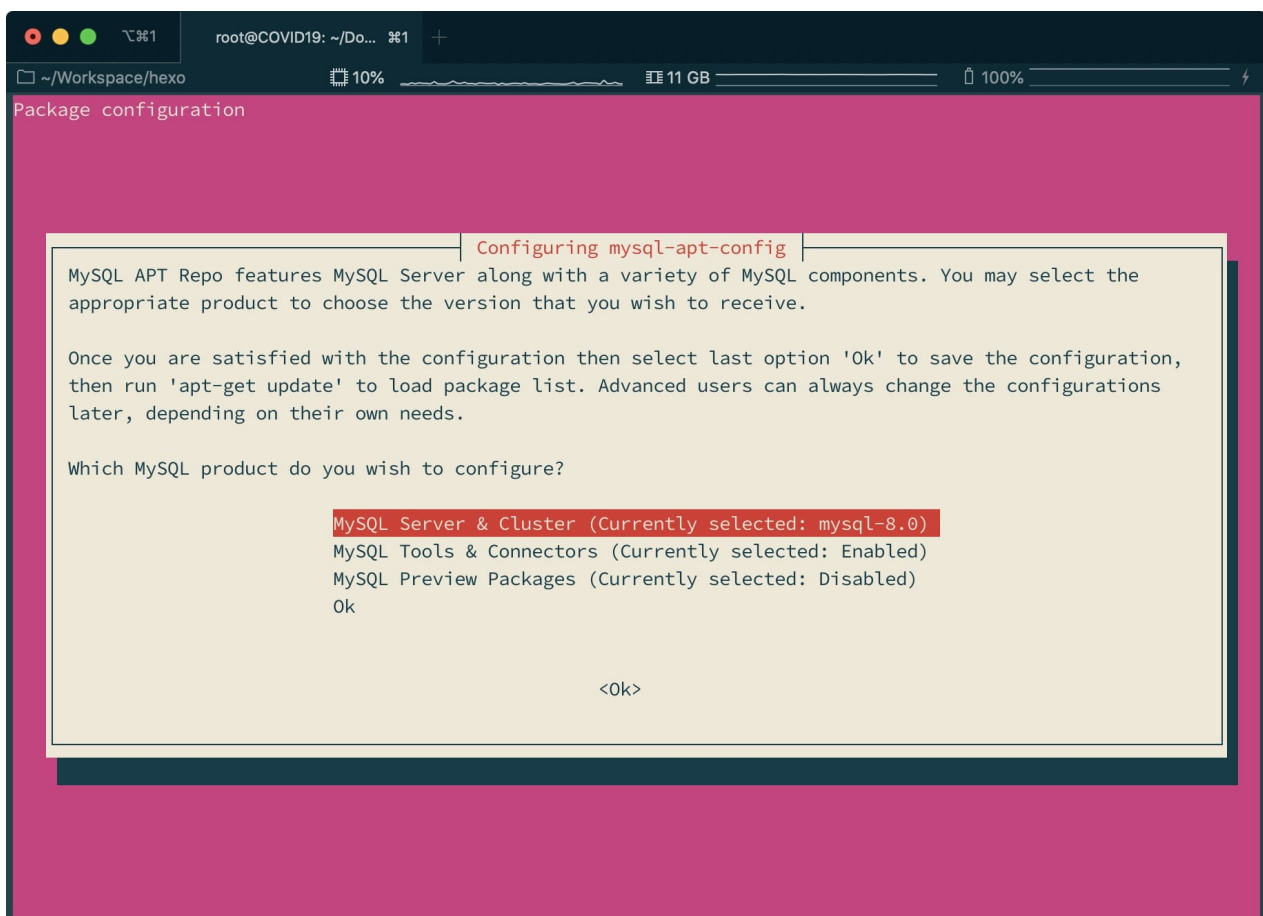 ⌥⌘1
root@COVID19: ~/Do... ⌘1
~/Workspace/hexo 10% 11 GB 100%
Package configuration
Configuring mysql-apt-config
MySQL APT Repo features MySQL Server along with a variety of MySQL components. You may select the
appropriate product to choose the version that you wish to receive.
Once you are satisfied with the configuration then select last option 'Ok' to save the configuration,
then run 'apt-get update' to load package list. Advanced users can always change the configurations
later, depending on their own needs.
Which MySQL product do you wish to configure?
MySQL Server & Cluster (Currently selected: mysql-8.0)
MySQL Tools & Connectors (Currently selected: Enabled)
MySQL Preview Packages (Currently selected: Disabled)
Ok
<Ok>